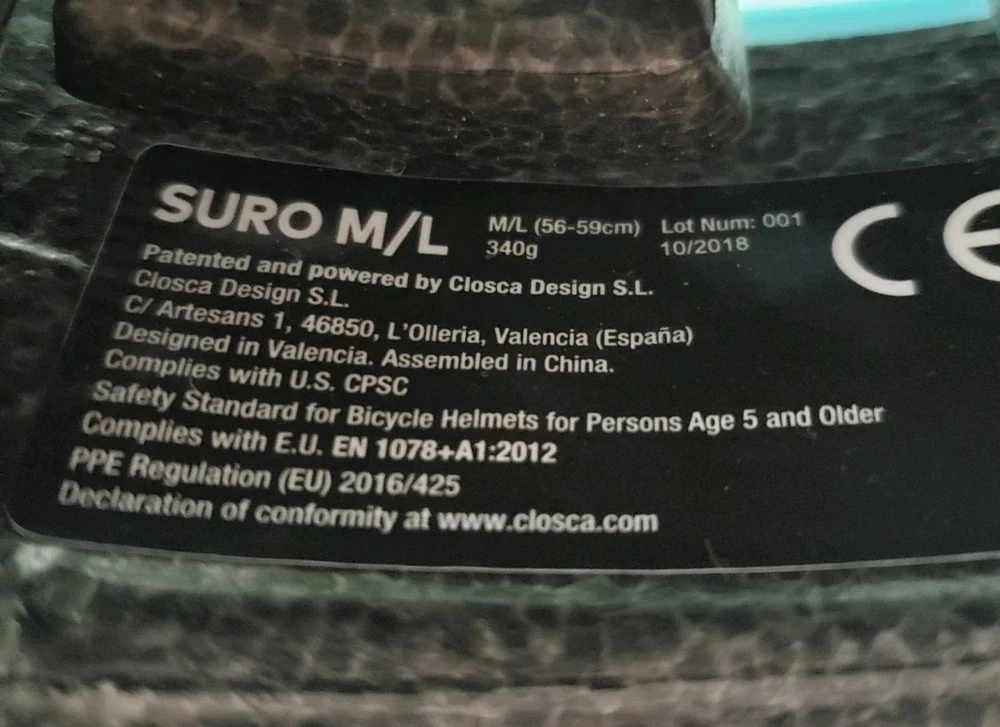 SURO M/L
M/L (56-59cm) Lot Num: 001
340g 10/2018
CE
Patented and powered by Closca Design S.L.
Closca Design S.L.
C/ Artesans 1, 46850, L'Olleria, Valencia (España)
Designed in Valencia. Assembled in China.
Complies with U.S. CPSC
Safety Standard for Bicycle Helmets for Persons Age 5 and Older
Complies with E.U. EN 1078+A1:2012
PPE Regulation (EU) 2016/425
Declaration of conformity at www.closca.com